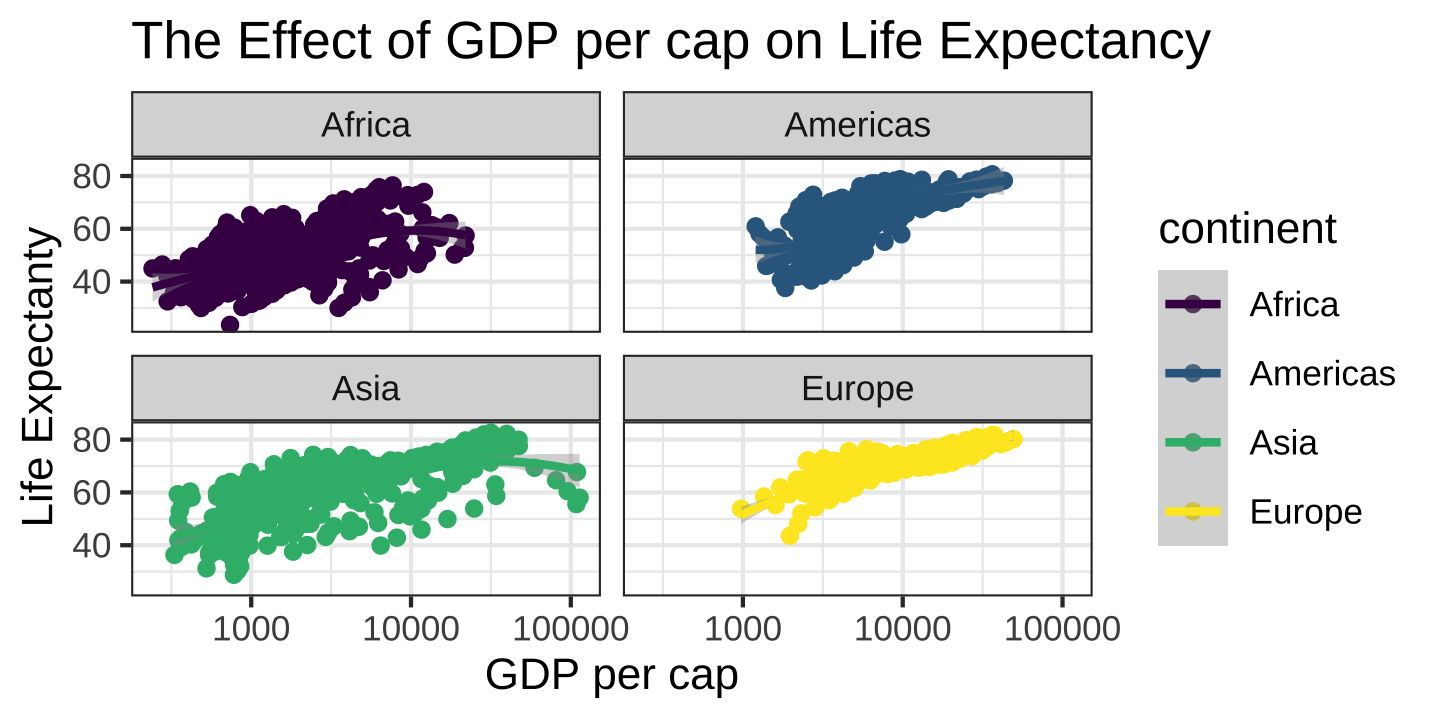 The Effect of GDP per cap on Life Expectancy
Africa
Americas
80
60
40
Asia
Europe
80
60
40
1000
10000
100000
1000
10000
100000
GDP per cap
Life Expectanty
continent
Africa
Americas
Asia
Europe